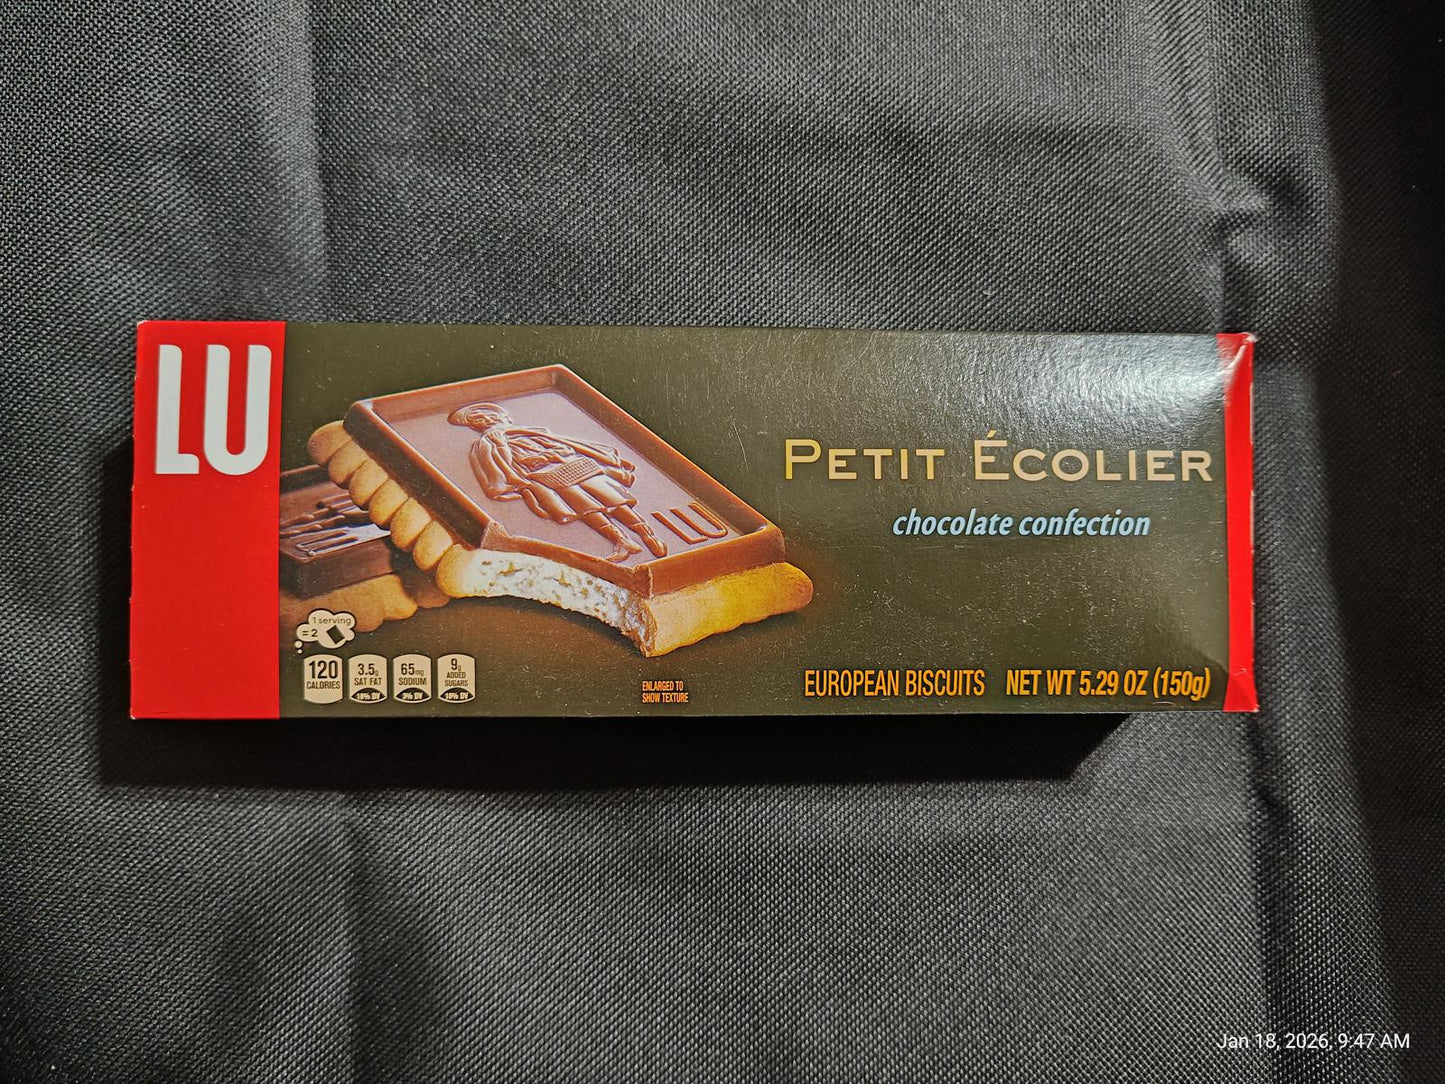 LU
LU
PETIT ÉCOLIER
chocolate confection
1 serving
= 2
120
CALORIES
3.5g
SAT FAT
18% DV
65mg
SODIUM
3% DV
9g
ADDED
SUGARS
18% DV
ENLARGED TO
SHOW TEXTURE
EUROPEAN BISCUITS NET WT 5.29 OZ (150g)
Jan 18, 2026, 9:47 AM